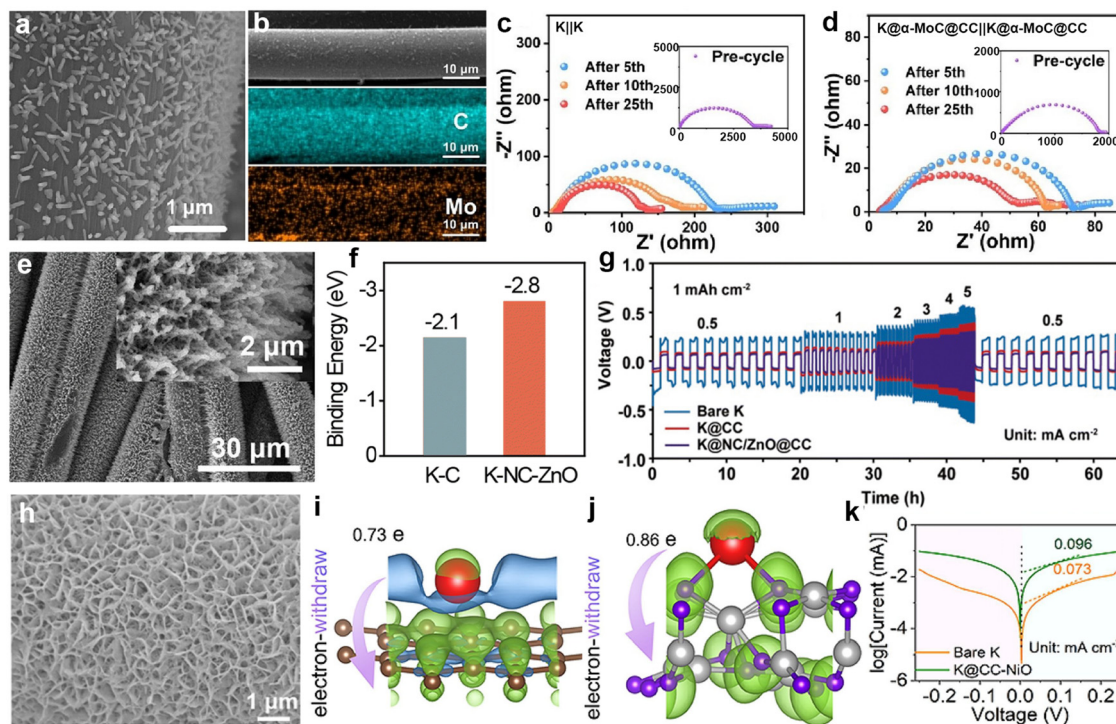 a
1 µm
b
10 µm
C
10 µm
Mo
10 µm
c
K||K
-Z'' (ohm)
300
200
100
0
0 100 200 300
Z' (ohm)
After 5th
After 10th
After 25th
Pre-cycle
5000
2500
0
0 2500 5000
d
K@α-MoC@CC||K@α-MoC@CC
-Z'' (ohm)
80
60
40
20
0
0 20 40 60 80
Z' (ohm)
After 5th
After 10th
After 25th
Pre-cycle
2000
1000
0
0 1000 2000
e
2 µm
30 µm
f
Binding Energy (eV)
-3
-2
-1
0
-2.1
-2.8
K-C
K-NC-ZnO
g
Voltage (V)
1.0
0.5
0.0
-0.5
-1.0
1 mAh cm⁻²
0.5
1
2
3
4
5
0.5
Bare K
K@CC
K@NC/ZnO@CC
Unit: mA cm⁻²
0 10 20 30 40 50 60
Time (h)
h
1 µm
i
0.73 e
electron-withdraw
j
0.86 e
electron-withdraw
k
log[Current (mA)]
0
-2
-4
-6
0.096
0.073
Bare K
K@CC-NiO
Unit: mA cm⁻²
-0.2 -0.1 0.0 0.1 0.2
Voltage (V)